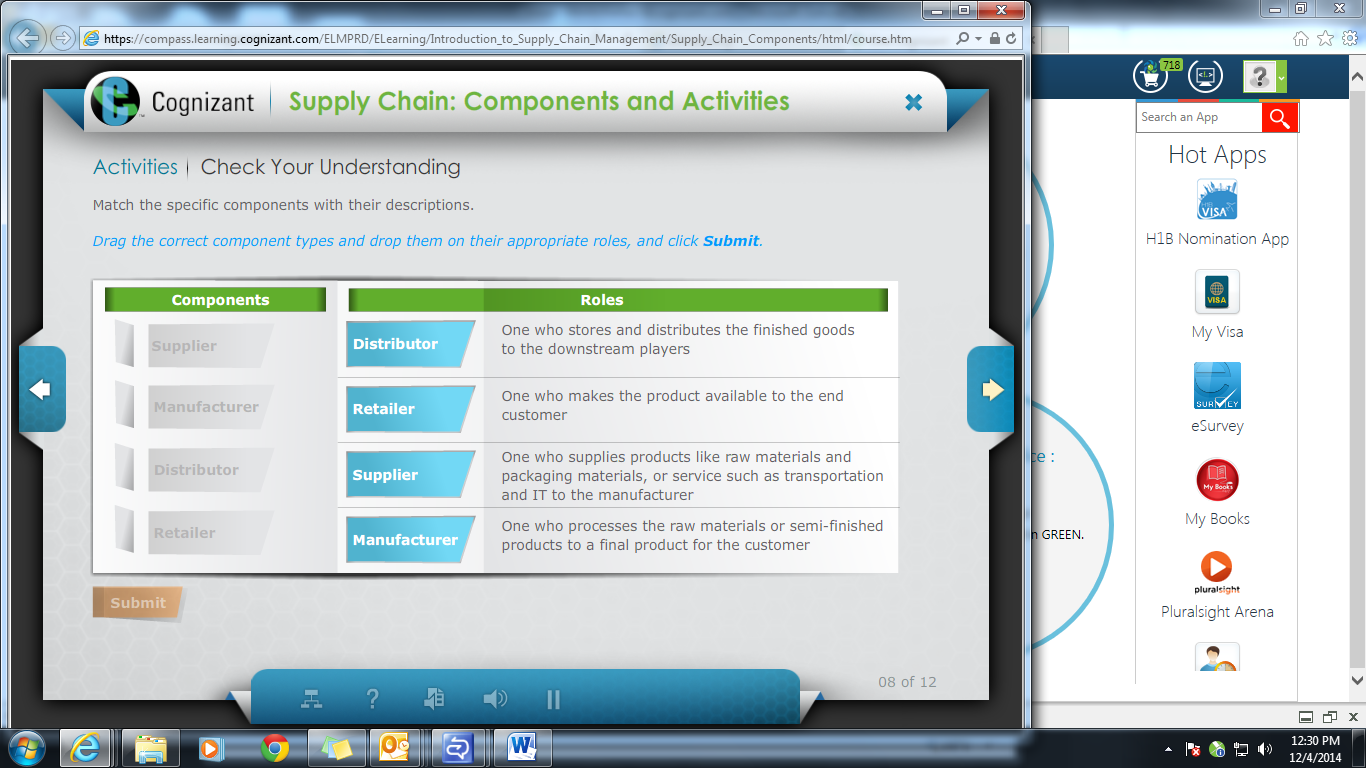 https://compass.learning.cognizant.com/ELMPRD/ELearning/Introduction_to_Supply_Chain_Management/Supply_Chain_Components/html/course.htm
718
Cognizant
Supply Chain: Components and Activities
Search an App
Hot Apps
VISA
H1B Nomination App
VISA
My Visa
SURVEY
eSurvey
My Books
My Books
pluralsight
Pluralsight Arena
Activities | Check Your Understanding
Match the specific components with their descriptions.
Drag the correct component types and drop them on their appropriate roles, and click Submit.
Components
Roles
Supplier
Manufacturer
Distributor
Retailer
Distributor
One who stores and distributes the finished goods
to the downstream players
Retailer
One who makes the product available to the end
customer
Supplier
One who supplies products like raw materials and
packaging materials, or service such as transportation
and IT to the manufacturer
Manufacturer
One who processes the raw materials or semi-finished
products to a final product for the customer
Submit
ce :
n GREEN.
08 of 12
?
12:30 PM
12/4/2014